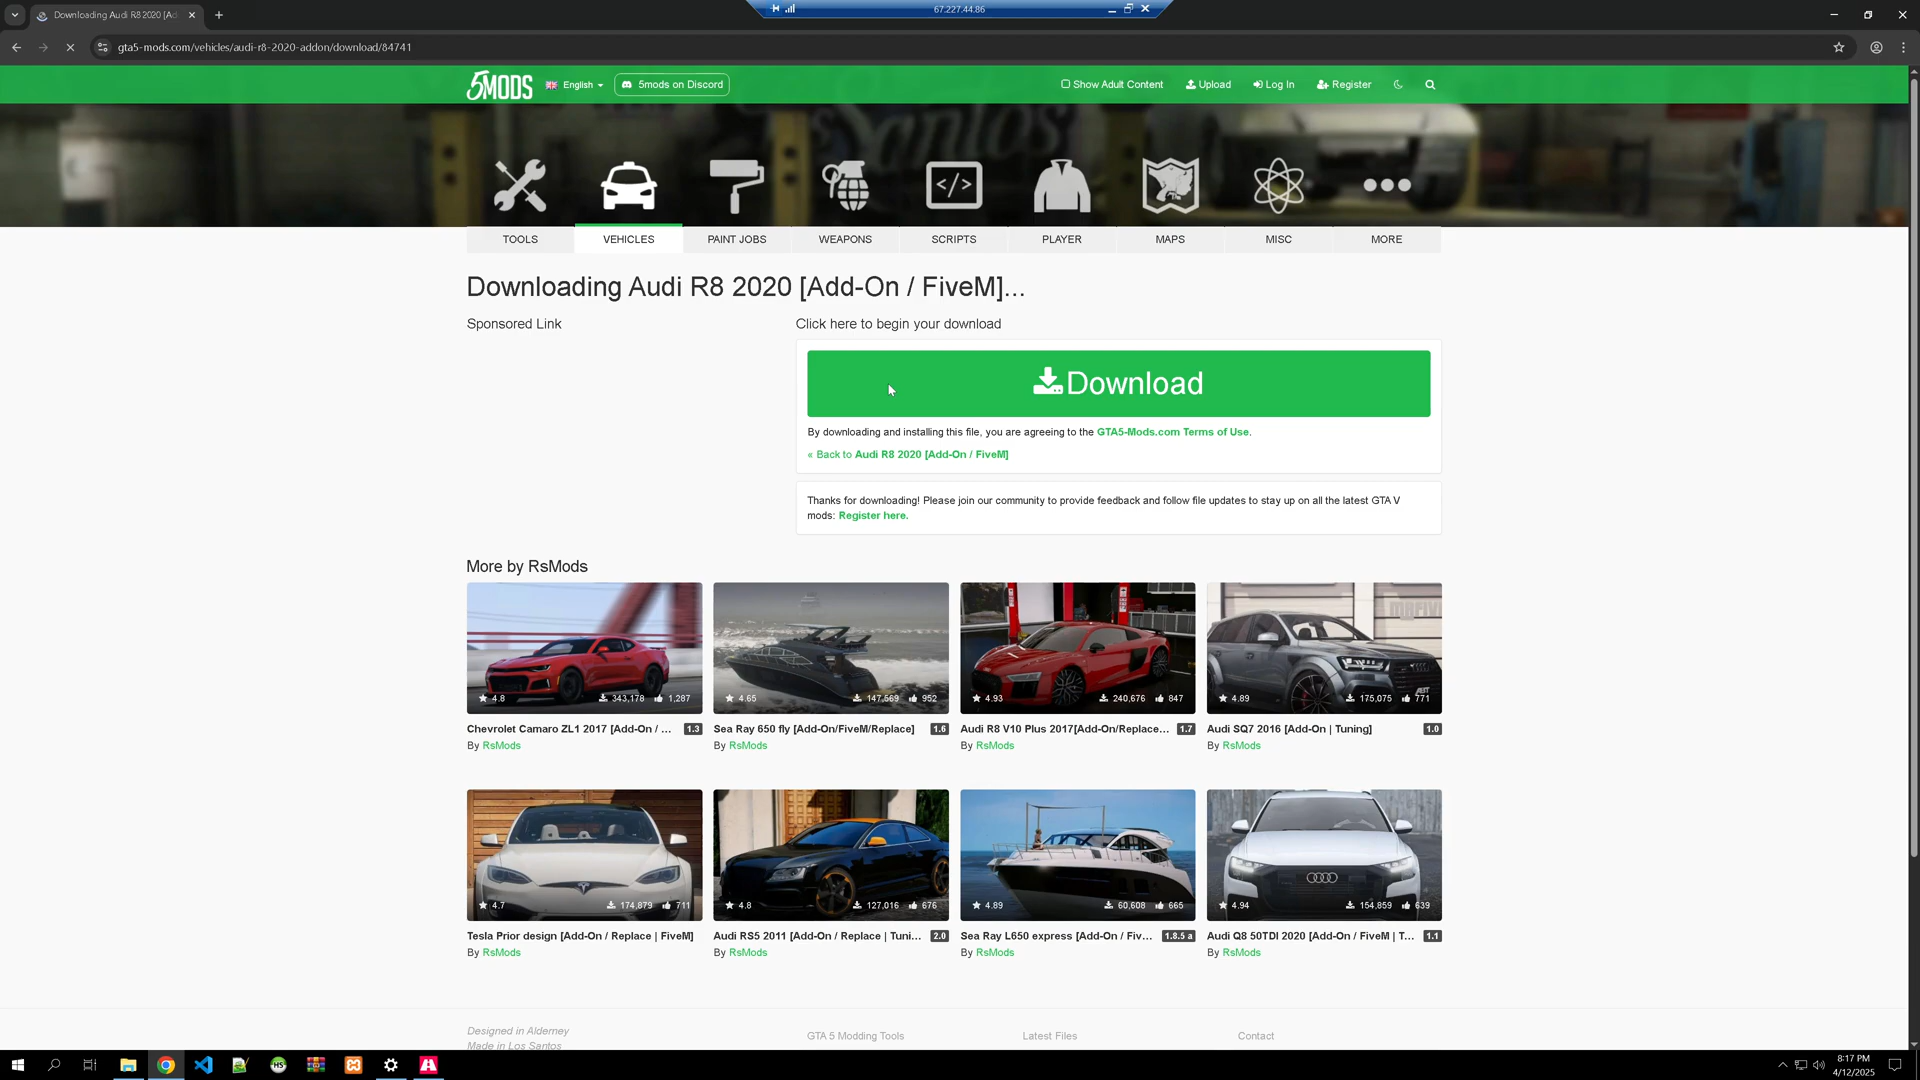 Downloading Audi R8 2020 [Ad
67.227.44.86
gta5-mods.com/vehicles/audi-r8-2020-addon/download/84741
5MODS
English
5mods on Discord
Show Adult Content
Upload
Log In
Register
TOOLS
VEHICLES
PAINT JOBS
WEAPONS
SCRIPTS
PLAYER
MAPS
MISC
MORE
Downloading Audi R8 2020 [Add-On / FiveM]...
Sponsored Link
Click here to begin your download
Download
By downloading and installing this file, you are agreeing to the GTA5-Mods.com Terms of Use.
« Back to Audi R8 2020 [Add-On / FiveM]
Thanks for downloading! Please join our community to provide feedback and follow file updates to stay up on all the latest GTA V
mods: Register here.
More by RsMods
4.8 343,178 1,287
4.65 147,569 952
4.93 240,676 847
4.89 175,075 771
Chevrolet Camaro ZL1 2017 [Add-On / ... 1.3
Sea Ray 650 fly [Add-On/FiveM/Replace] 1.6
Audi R8 V10 Plus 2017[Add-On/Replace... 1.7
Audi SQ7 2016 [Add-On | Tuning] 1.0
By RsMods
By RsMods
By RsMods
By RsMods
4.7 174,879 711
4.8 127,016 676
4.89 60,608 665
4.94 154,859 639
Tesla Prior design [Add-On / Replace | FiveM]
Audi RS5 2011 [Add-On / Replace | Tuni... 2.0
Sea Ray L650 express [Add-On / Fiv... 1.8.5 a
Audi Q8 50TDI 2020 [Add-On / FiveM | T... 1.1
By RsMods
By RsMods
By RsMods
By RsMods
Designed in Alderney
Made in Los Santos
GTA 5 Modding Tools
Latest Files
Contact
8:17 PM
4/12/2025